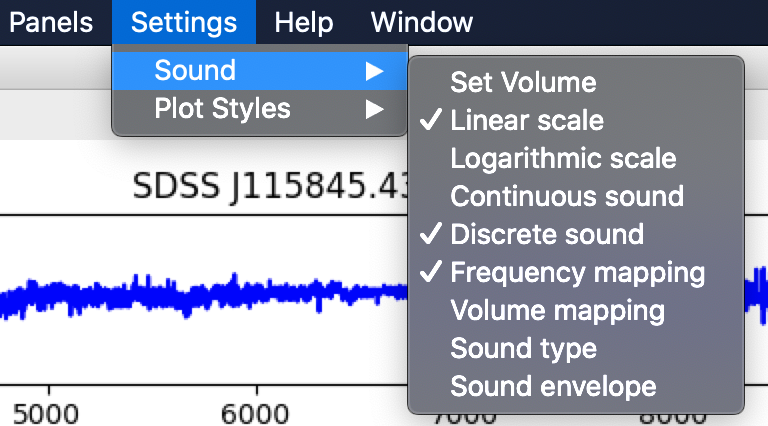 Panels Settings Help Window
Sound
Plot Styles
Set Volume
Linear scale
Logarithmic scale
Continuous sound
Discrete sound
Frequency mapping
Volume mapping
Sound type
Sound envelope
SDSS J115845.43
5000 6000 7000 8000